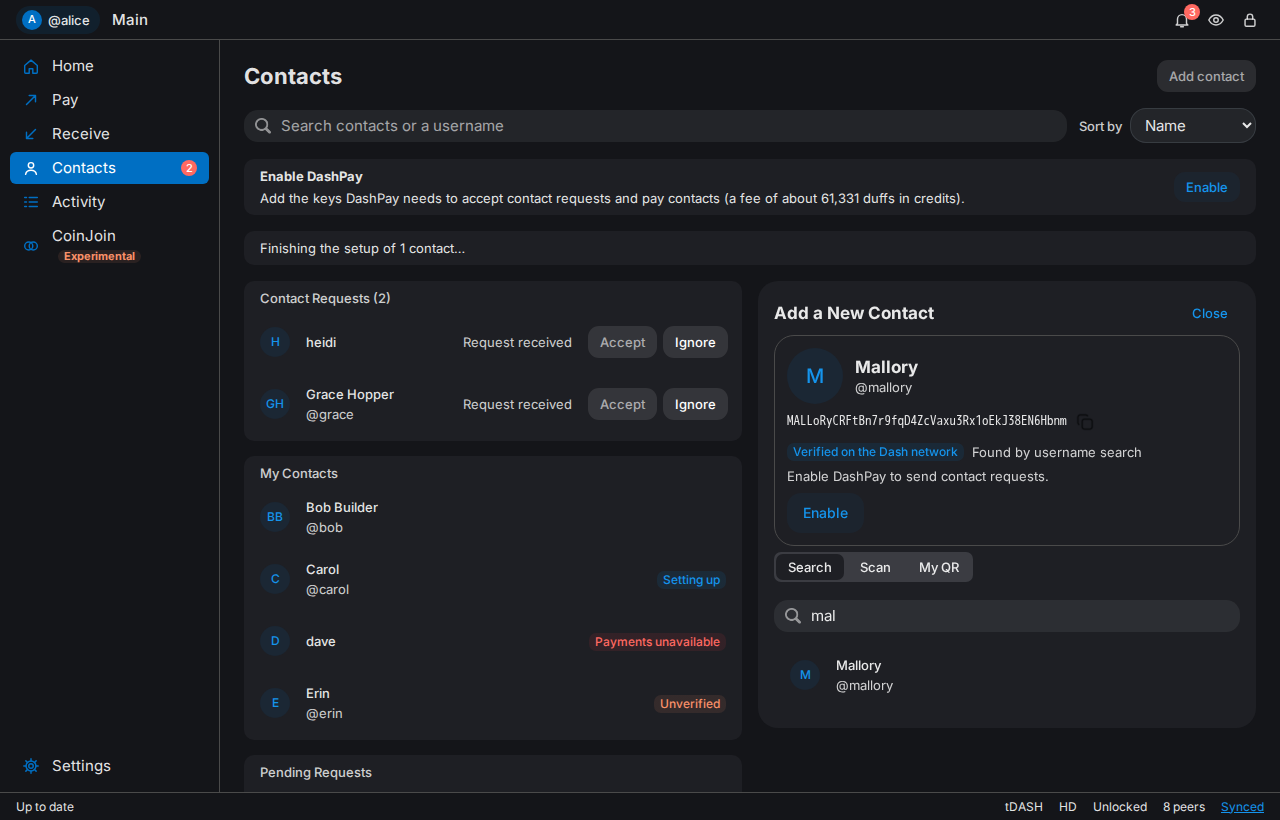 A @alice Main 3
Home
Pay
Receive
Contacts 2
Activity
CoinJoin
Experimental
Settings
Contacts
Add contact
Search contacts or a username
Sort by Name
Enable DashPay
Add the keys DashPay needs to accept contact requests and pay contacts (a fee of about 61,331 duffs in credits).
Enable
Finishing the setup of 1 contact...
Contact Requests (2)
H heidi Request received Accept Ignore
GH Grace Hopper
@grace
Request received Accept Ignore
My Contacts
BB Bob Builder
@bob
C Carol
@carol
Setting up
D dave Payments unavailable
E Erin
@erin
Unverified
Pending Requests
Add a New Contact Close
M Mallory
@mallory
MALLoRyCRFtBn7r9fqD4ZcVaxu3Rx1oEkJ38EN6Hbnm
Verified on the Dash network Found by username search
Enable DashPay to send contact requests.
Enable
Search Scan My QR
mal
M Mallory
@mallory
Up to date tDASH HD Unlocked 8 peers Synced